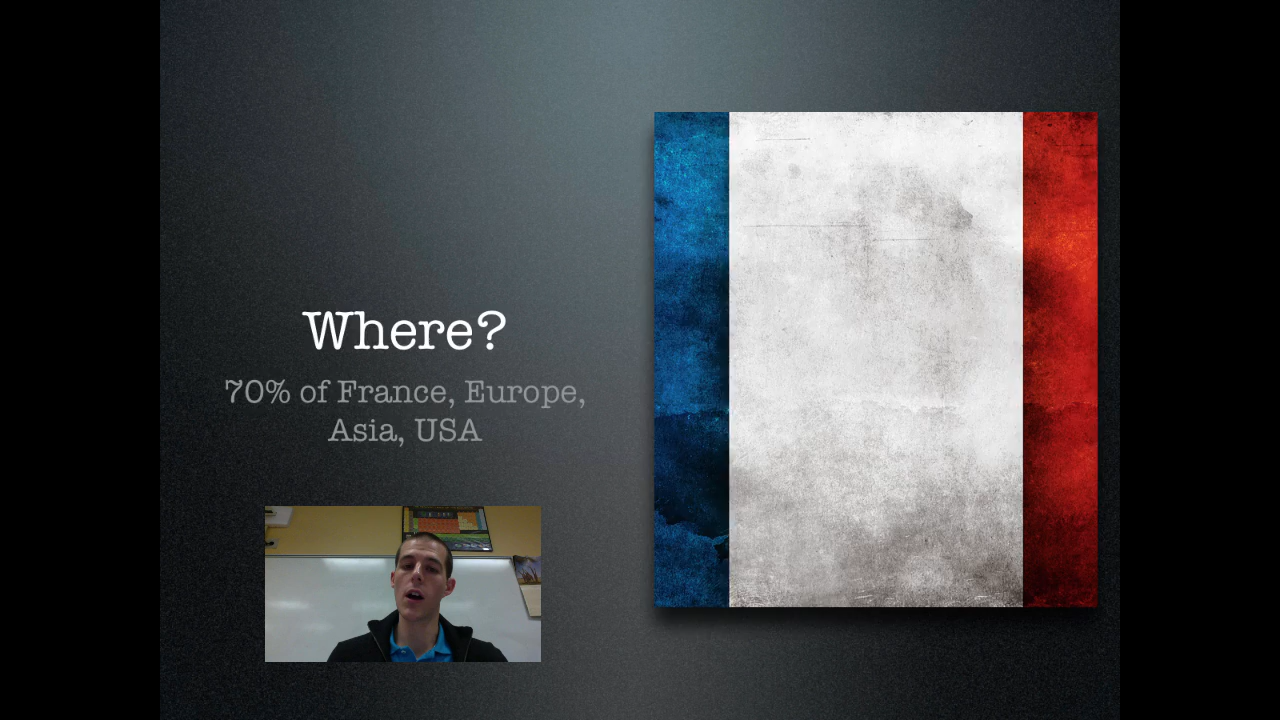 Where?
70% of France, Europe,
Asia, USA